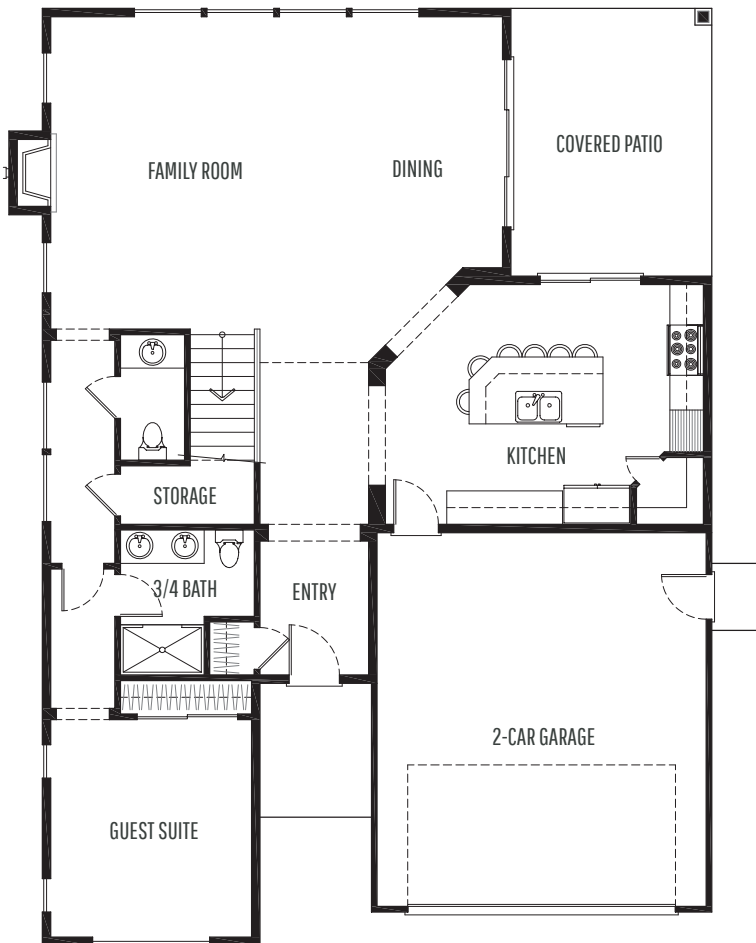 COVERED PATIO
FAMILY ROOM
DINING
KITCHEN
STORAGE
3/4 BATH
ENTRY
2-CAR GARAGE
GUEST SUITE